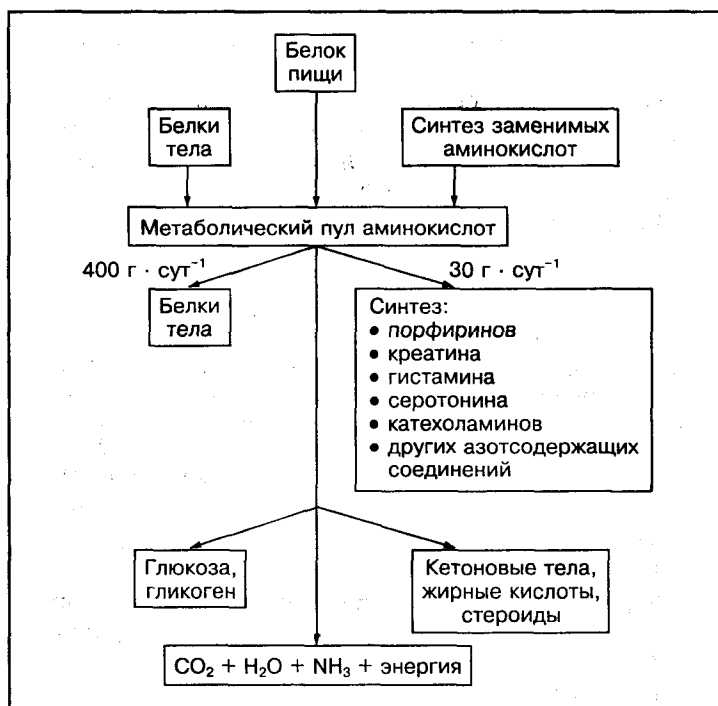 Белок
пищи
Белки
тела
Синтез заменимых
аминокислот
Метаболический пул аминокислот
400 г · сут⁻¹
30 г · сут⁻¹
Белки
тела
Синтез:
• порфиринов
• креатина
• гистамина
• серотонина
• катехоламинов
• других азотсодержащих
соединений
Глюкоза,
гликоген
Кетоновые тела,
жирные кислоты,
стероиды
CO₂ + H₂O + NH₃ + энергия